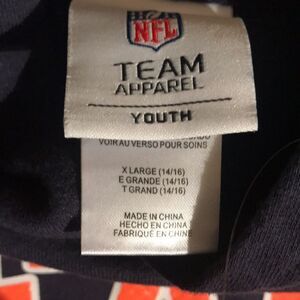 NFL
TEAM
APPAREL
YOUTH
VOIR AU VERSO POUR SOINS
X LARGE (14/16)
E GRANDE (14/16)
T GRAND (14/16)
MADE IN CHINA
HECHO EN CHINA
FABRIQUÉ EN CHINE